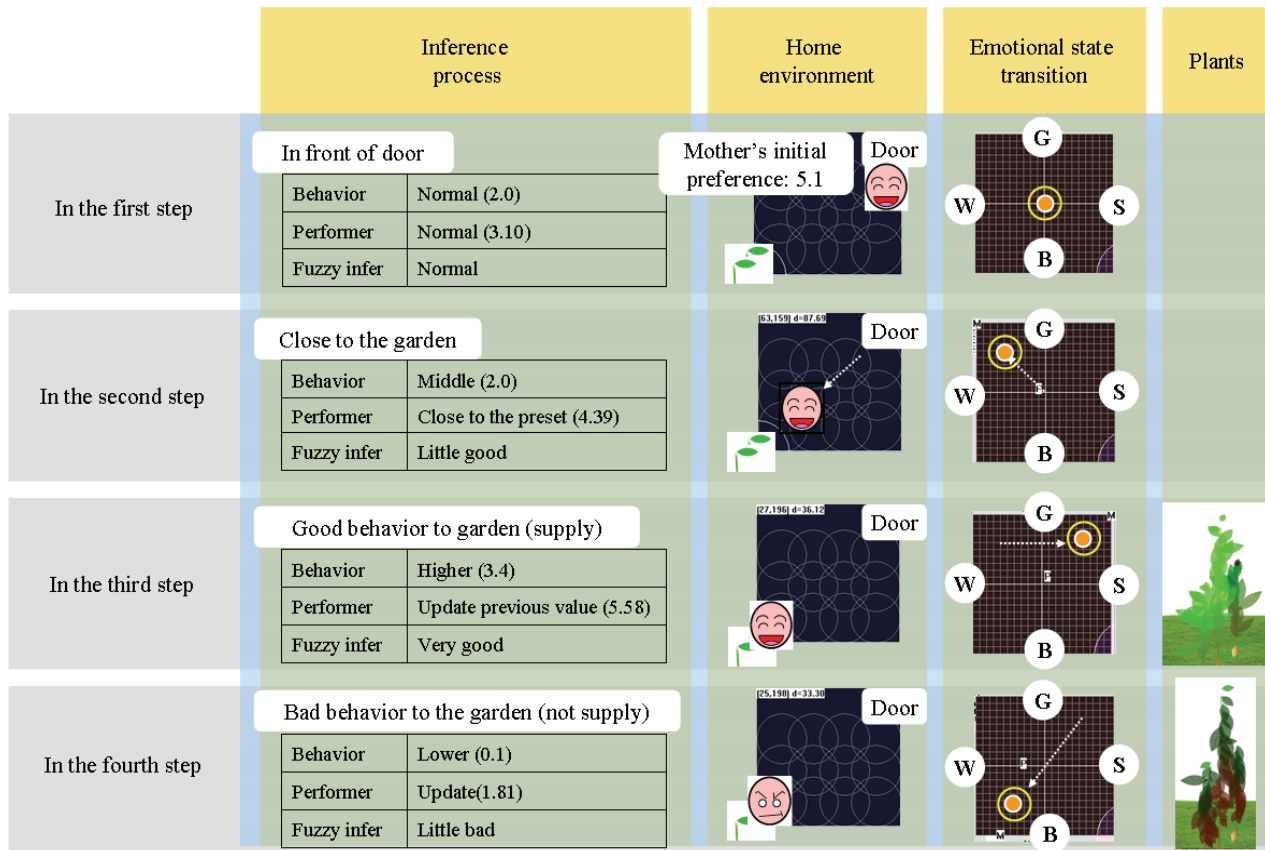 Inference
process
Home
environment
Emotional state
transition
Plants
In the first step
In front of door
Behavior Normal (2.0)
Performer Normal (3.10)
Fuzzy infer Normal
Mother's initial
preference: 5.1
Door
G
W
S
B
In the second step
Close to the garden
Behavior Middle (2.0)
Performer Close to the preset (4.39)
Fuzzy infer Little good
[63,159] d=87.69
Door
M
G
W
S
P
B
In the third step
Good behavior to garden (supply)
Behavior Higher (3.4)
Performer Update previous value (5.58)
Fuzzy infer Very good
[27,196] d=36.12
Door
G
M
W
S
P
B
In the fourth step
Bad behavior to the garden (not supply)
Behavior Lower (0.1)
Performer Update(1.81)
Fuzzy infer Little bad
[25,198] d=33.30
Door
G
W
S
P
M
B